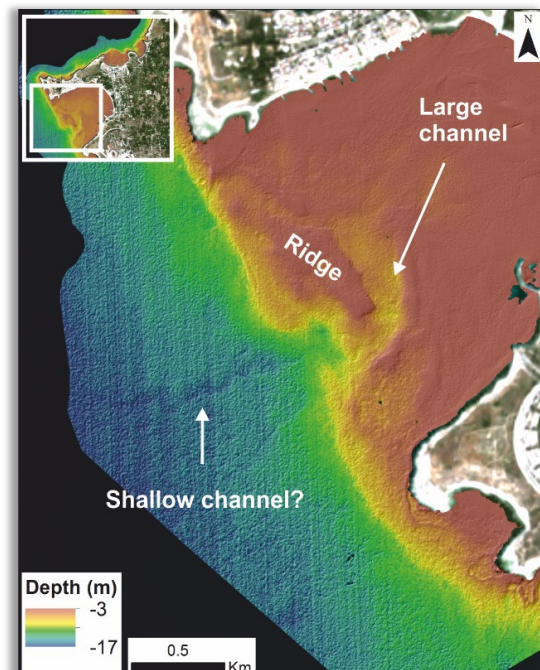 N
Large
channel
Ridge
Shallow channel?
Depth (m)
-3
-17
0.5
Km